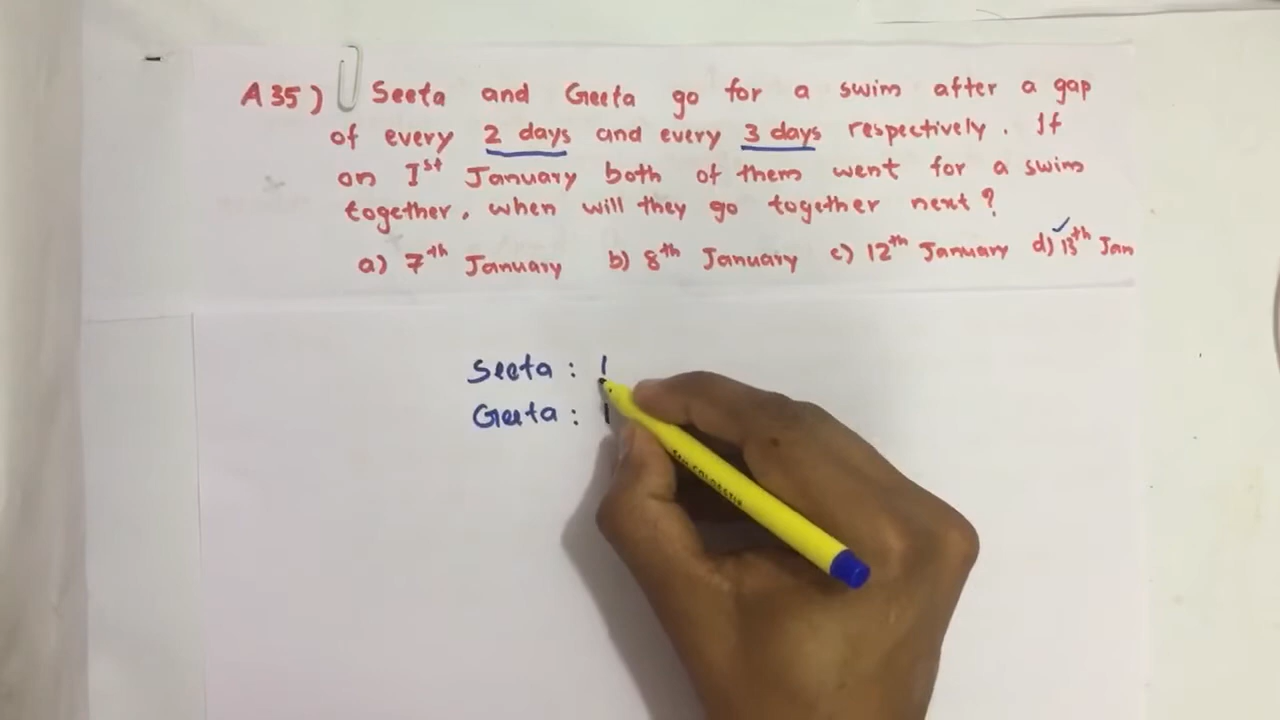 A35) Seeta and Geeta go for a swim after a gap
of every 2 days and every 3 days respectively. If
on Ist January both of them went for a swim
together, when will they go together next?
a) 7th January b) 8th January c) 12th January d) 13th Jan
Seeta : 1
Geeta : 1